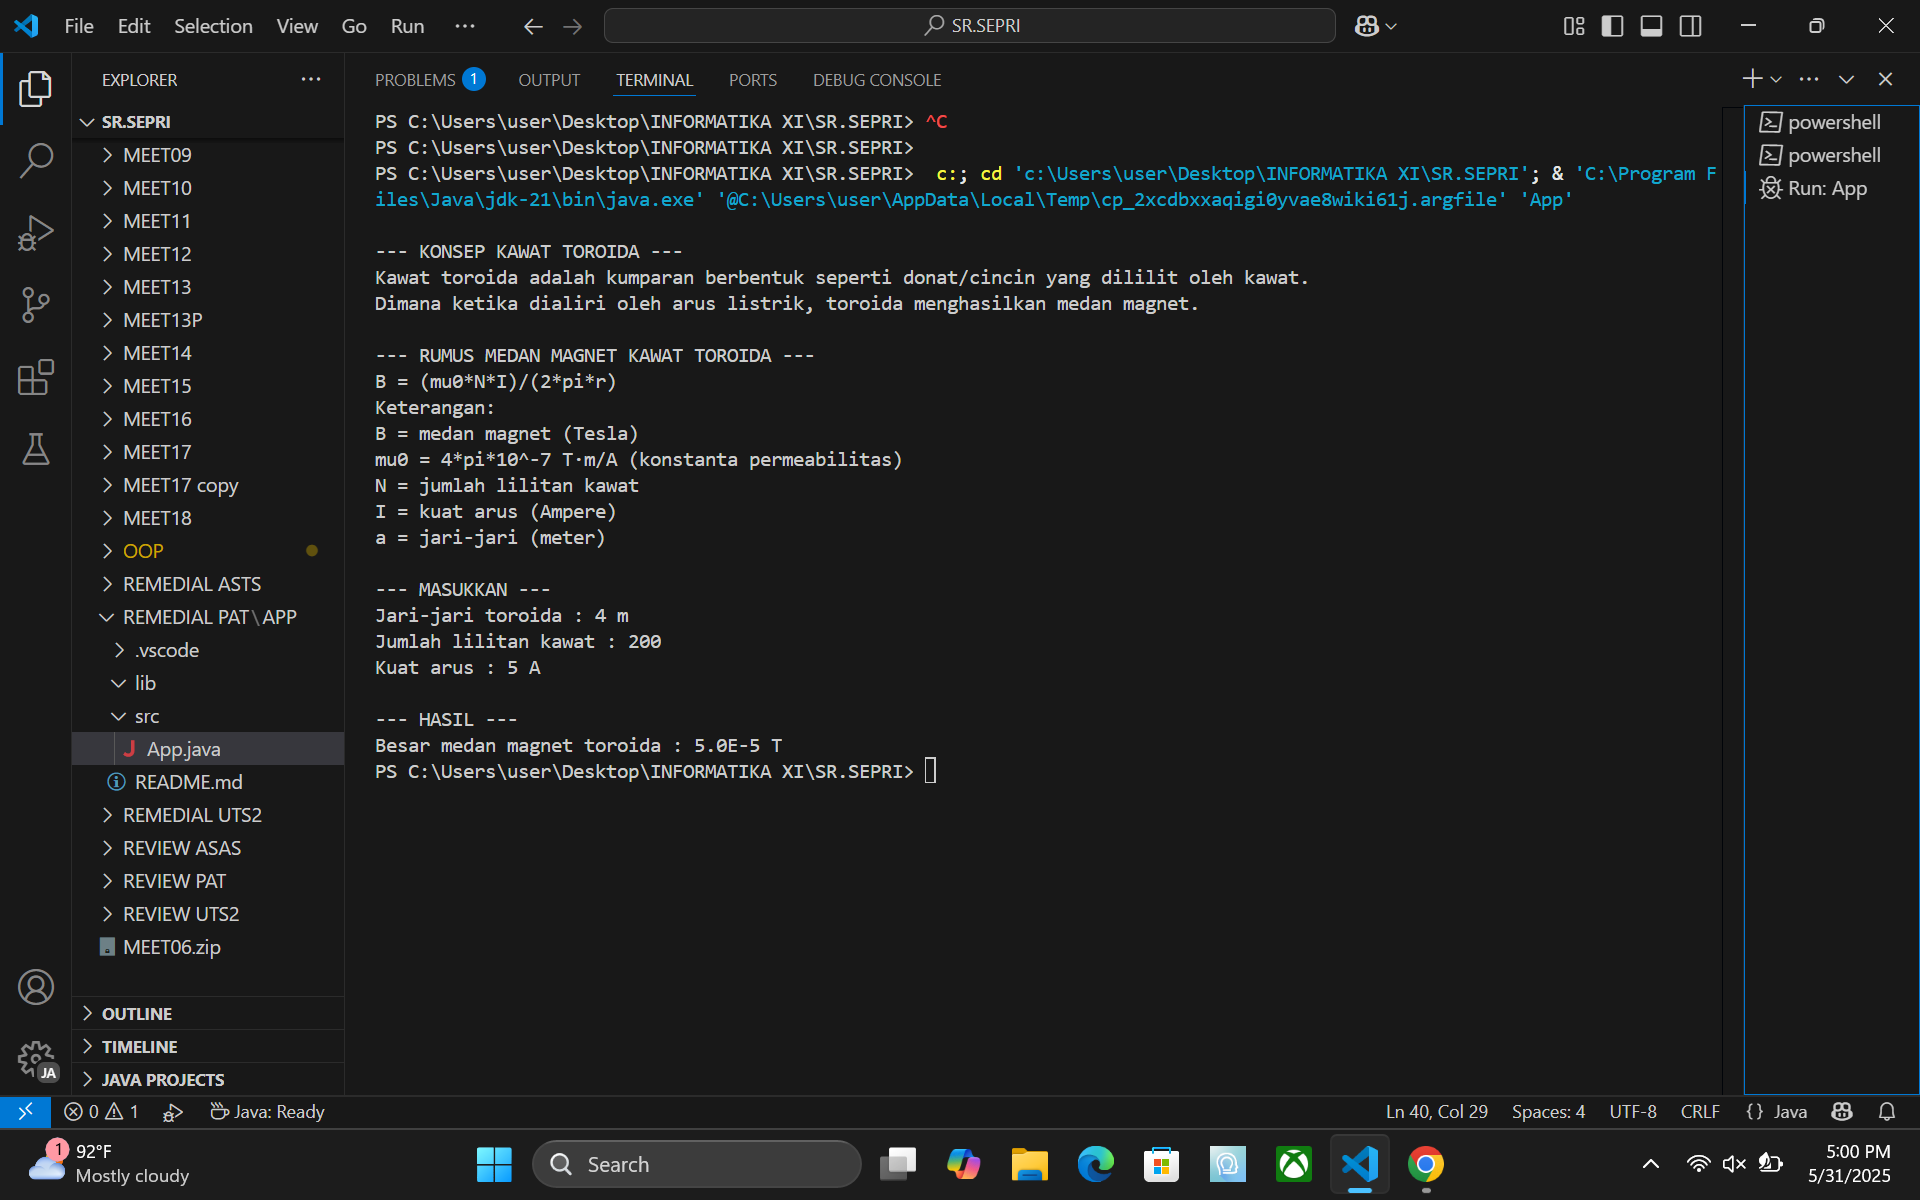 File Edit Selection View Go Run ···
SR.SEPRI
EXPLORER
SR.SEPRI
MEET09
MEET10
MEET11
MEET12
MEET13
MEET13P
MEET14
MEET15
MEET16
MEET17
MEET17 copy
MEET18
OOP
REMEDIAL ASTS
REMEDIAL PAT\APP
.vscode
lib
src
J App.java
README.md
REMEDIAL UTS2
REVIEW ASAS
REVIEW PAT
REVIEW UTS2
MEET06.zip
OUTLINE
TIMELINE
JAVA PROJECTS
JA
PROBLEMS 1 OUTPUT TERMINAL PORTS DEBUG CONSOLE
PS C:\Users\user\Desktop\INFORMATIKA XI\SR.SEPRI> ^C
PS C:\Users\user\Desktop\INFORMATIKA XI\SR.SEPRI>
PS C:\Users\user\Desktop\INFORMATIKA XI\SR.SEPRI>  c:; cd 'c:\Users\user\Desktop\INFORMATIKA XI\SR.SEPRI'; & 'C:\Program F
iles\Java\jdk-21\bin\java.exe' '@C:\Users\user\AppData\Local\Temp\cp_2xcdbxxaqigi0yvae8wiki61j.argfile' 'App'
--- KONSEP KAWAT TOROIDA ---
Kawat toroida adalah kumparan berbentuk seperti donat/cincin yang dililit oleh kawat.
Dimana ketika dialiri oleh arus listrik, toroida menghasilkan medan magnet.
--- RUMUS MEDAN MAGNET KAWAT TOROIDA ---
B = (mu0*N*I)/(2*pi*r)
Keterangan:
B = medan magnet (Tesla)
mu0 = 4*pi*10^-7 T·m/A (konstanta permeabilitas)
N = jumlah lilitan kawat
I = kuat arus (Ampere)
a = jari-jari (meter)
--- MASUKKAN ---
Jari-jari toroida : 4 m
Jumlah lilitan kawat : 200
Kuat arus : 5 A
--- HASIL ---
Besar medan magnet toroida : 5.0E-5 T
PS C:\Users\user\Desktop\INFORMATIKA XI\SR.SEPRI>
powershell
powershell
Run: App
0 1 Java: Ready
Ln 40, Col 29 Spaces: 4 UTF-8 CRLF {} Java
1
92°F
Mostly cloudy
Search
5:00 PM
5/31/2025